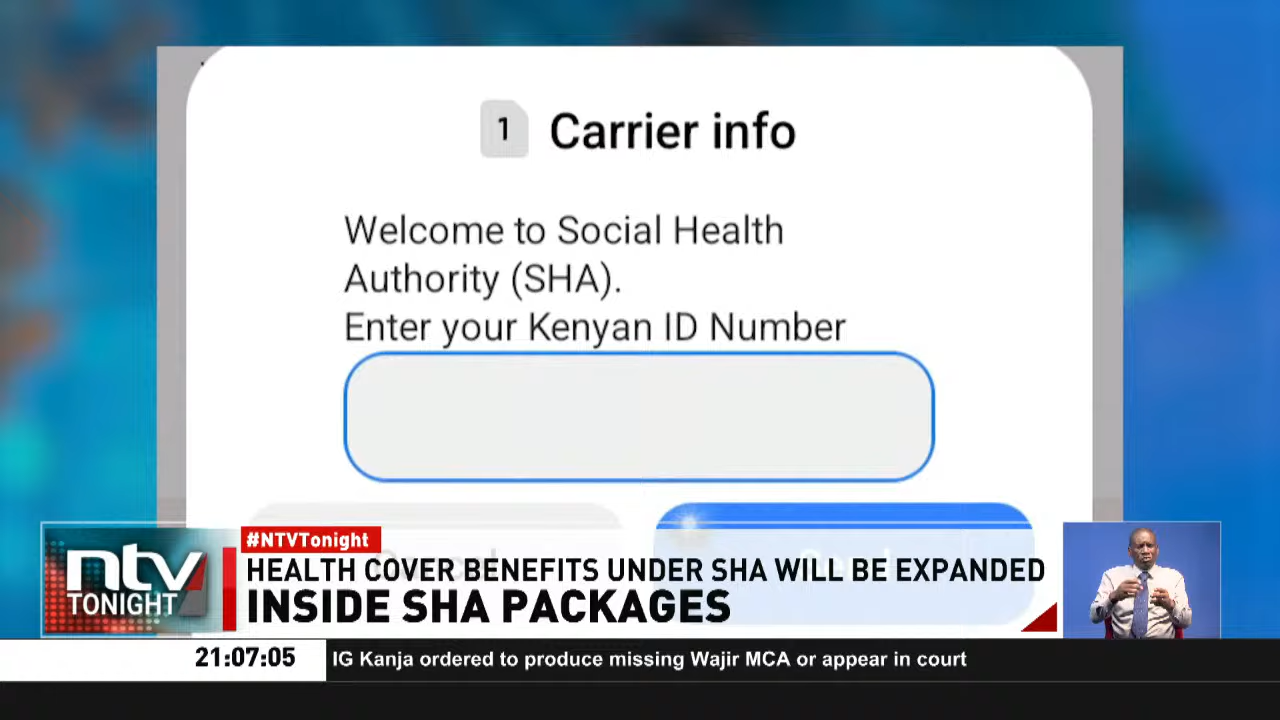 1 Carrier info
Welcome to Social Health
Authority (SHA).
Enter your Kenyan ID Number
#NTVTonight
HEALTH COVER BENEFITS UNDER SHA WILL BE EXPANDED
INSIDE SHA PACKAGES
ntv
TONIGHT
21:07:05
IG Kanja ordered to produce missing Wajir MCA or appear in court